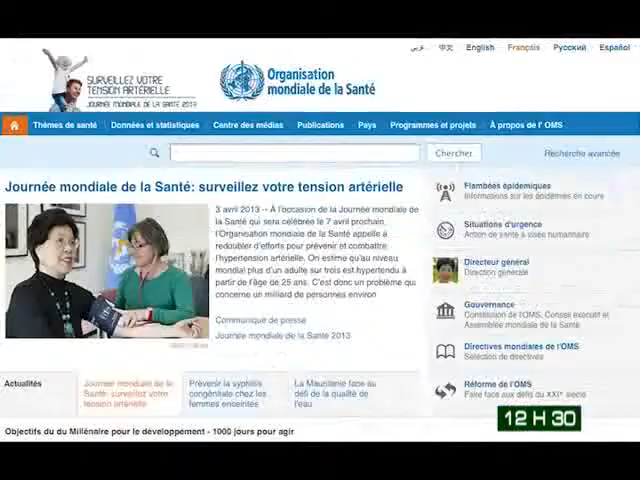 عربي 中文 English Français Русский Español
SURVEILLEZ VOTRE
TENSION ARTÉRIELLE
JOURNÉE MONDIALE DE LA SANTÉ 2013
Organisation
mondiale de la Santé
Thèmes de santé Données et statistiques Centre des médias Publications Pays Programmes et projets À propos de l' OMS
Chercher Recherche avancée
Journée mondiale de la Santé: surveillez votre tension artérielle
3 avril 2013 -- À l'occasion de la Journée mondiale de
la Santé qui sera célébrée le 7 avril prochain,
l'Organisation mondiale de la Santé appelle à
redoubler d'efforts pour prévenir et combattre
l'hypertension artérielle. On estime qu'au niveau
mondial plus d'un adulte sur trois est hypertendu à
partir de l'âge de 25 ans. C'est donc un problème qui
concerne un milliard de personnes environ
Communiqué de presse
Journée mondiale de la Santé 2013
Flambées épidémiques
Informations sur les épidémies en cours
Situations d'urgence
Action de santé à visée humanitaire
Directeur général
Direction générale
Gouvernance
Constitution de l'OMS, Conseil exécutif et
Assemblée mondiale de la Santé
Directives mondiales de l'OMS
Sélection de directives
Réforme de l'OMS
Faire face aux défis du XXIe siècle
Actualités
Journée mondiale de la
Santé: surveillez votre
tension artérielle
Prévenir la syphilis
congénitale chez les
femmes enceintes
La Mauritanie face au
défi de la qualité de
l'eau
12 H 30
Objectifs du du Millénaire pour le développement - 1000 jours pour agir